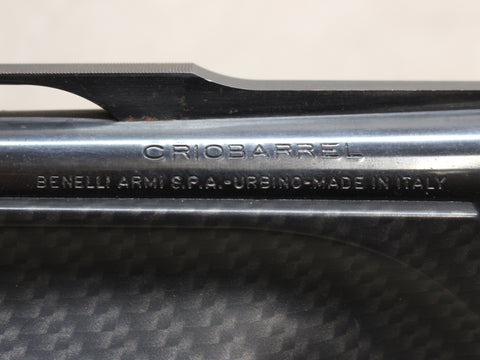 CRIOBARREL
BENELLI ARMI S.P.A.-URBINO-MADE IN ITALY